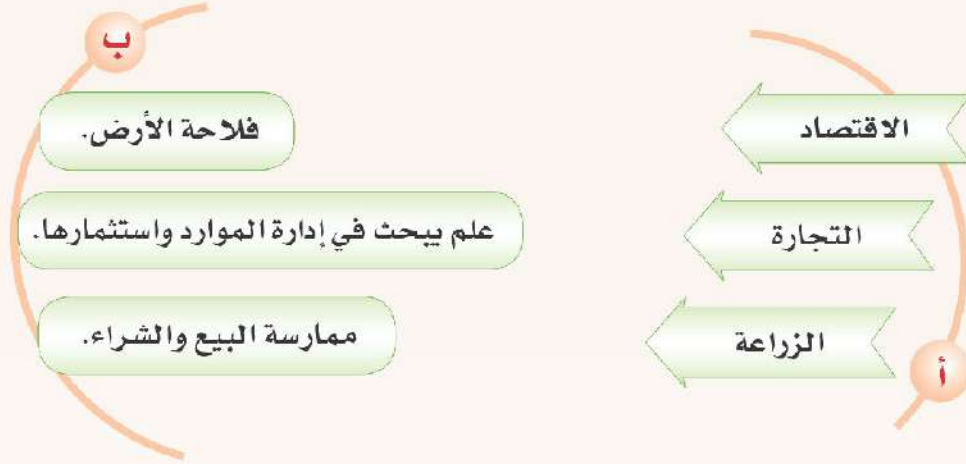 أ
الاقتصاد
التجارة
الزراعة
ب
فلاحة الأرض.
علم يبحث في إدارة الموارد واستثمارها.
ممارسة البيع والشراء.